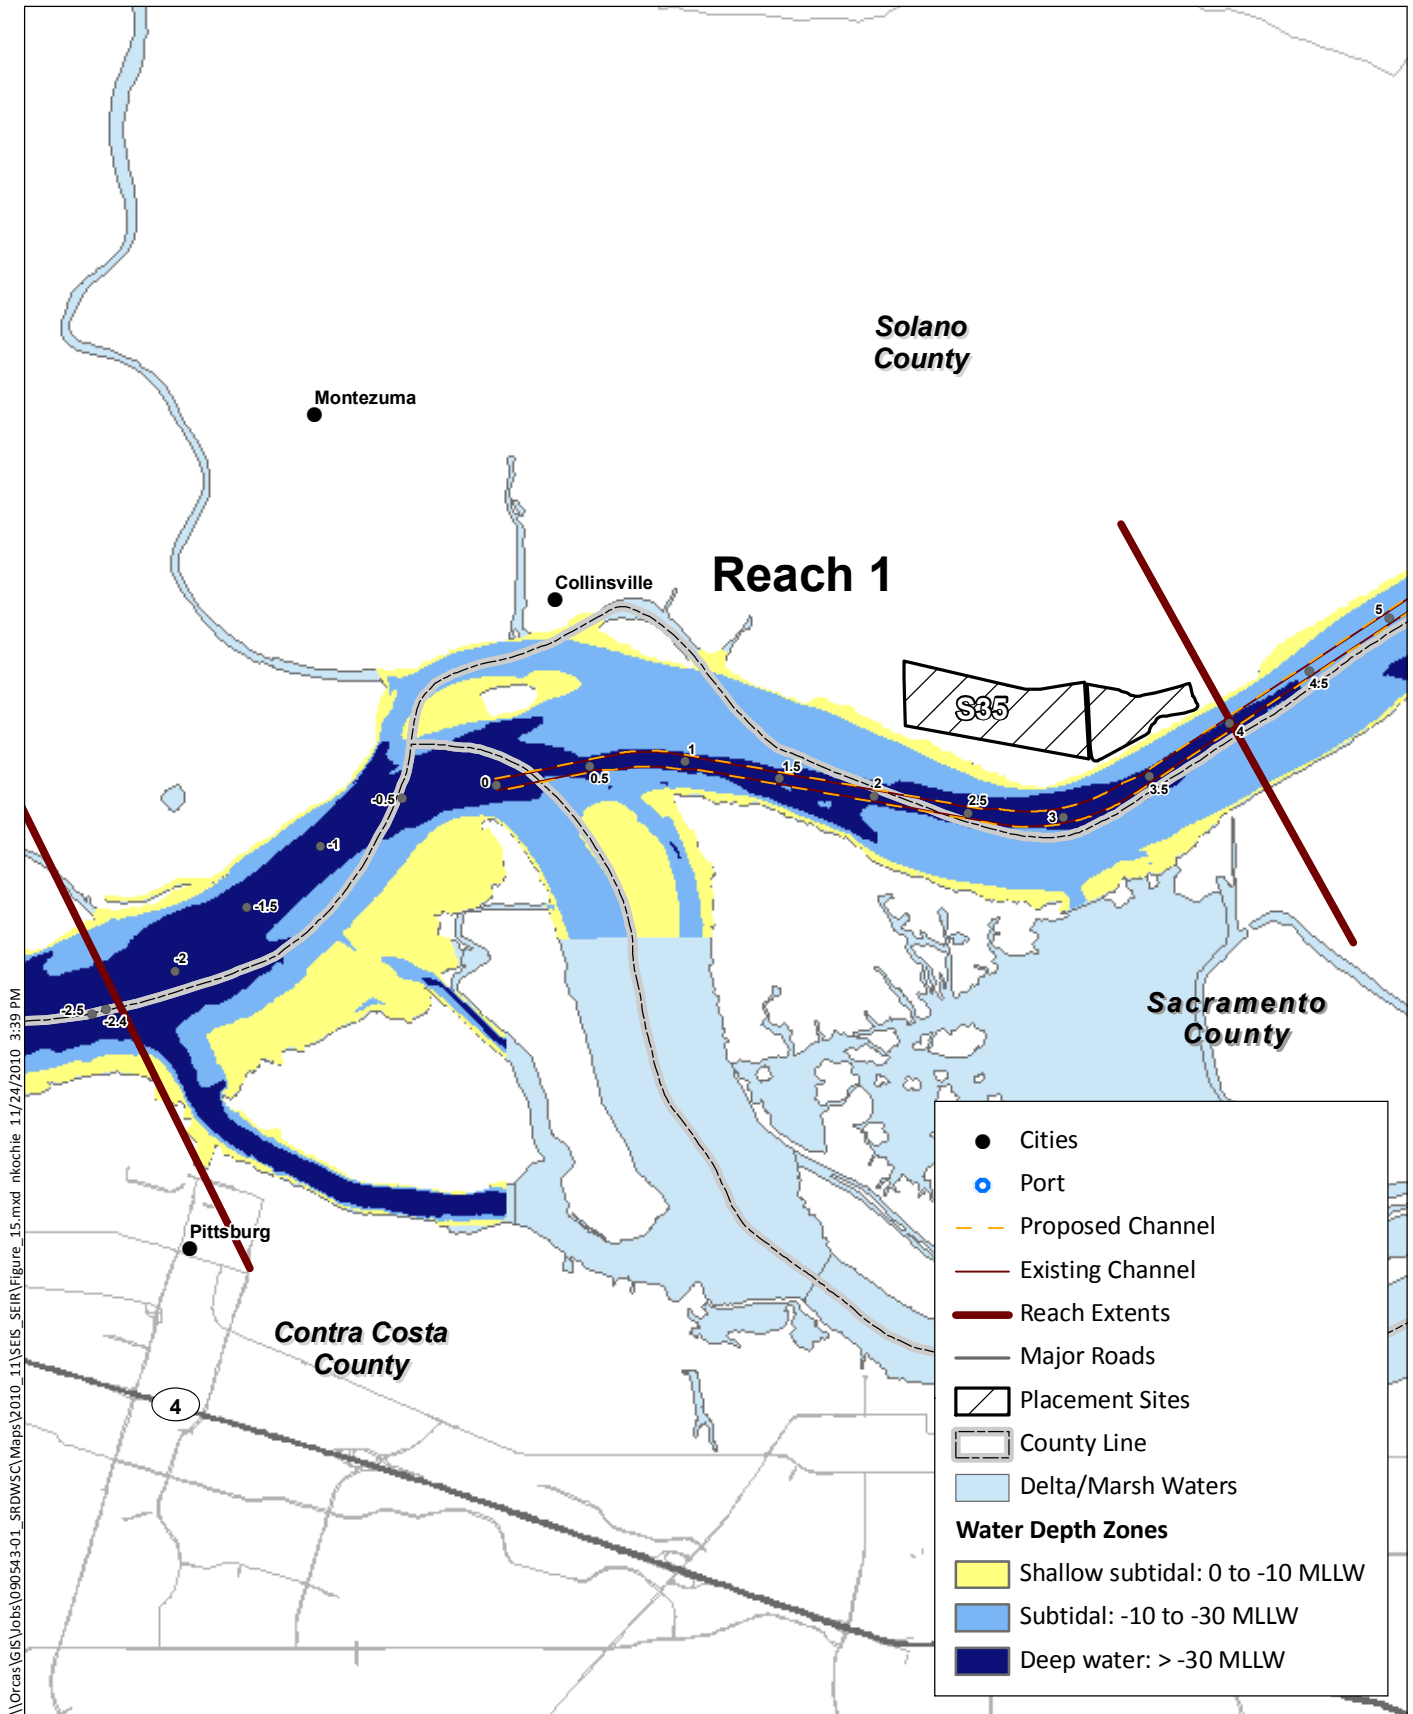 Solano
County
Montezuma
Reach 1
Collinsville
S35
5
4.5
4
3.5
3
2.5
2
1.5
1
0.5
0
-0.5
-1
-1.5
-2
-2.5
-2.4
Sacramento
County
Pittsburg
Contra Costa
County
4
Cities
Port
Proposed Channel
Existing Channel
Reach Extents
Major Roads
Placement Sites
County Line
Delta/Marsh Waters
Water Depth Zones
Shallow subtidal: 0 to -10 MLLW
Subtidal: -10 to -30 MLLW
Deep water: > -30 MLLW
\\Orcas\GIS\Jobs\090543-01_SRDWSC\Maps\2010_11\SEIS_SEIR\Figure_15.mxd nkochie 11/24/2010 3:39 PM